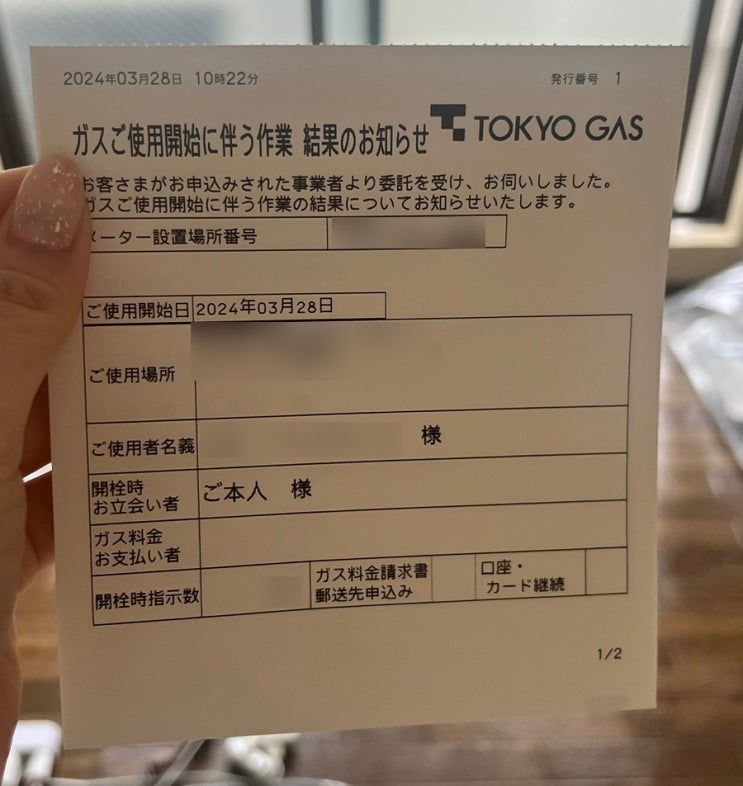 2024年03月28日 10時22分
発行番号 1
ガスご使用開始に伴う作業 結果のお知らせ
TOKYO GAS
お客さまがお申込みされた事業者より委託を受け、お伺いしました。
ガスご使用開始に伴う作業の結果についてお知らせいたします。
メーター設置場所番号
ご使用開始日 2024年03月28日
ご使用場所
ご使用者名義 様
開栓時
お立会い者
ご本人 様
ガス料金
お支払い者
開栓時指示数
ガス料金請求書
郵送先申込み
口座・
カード継続
1/2